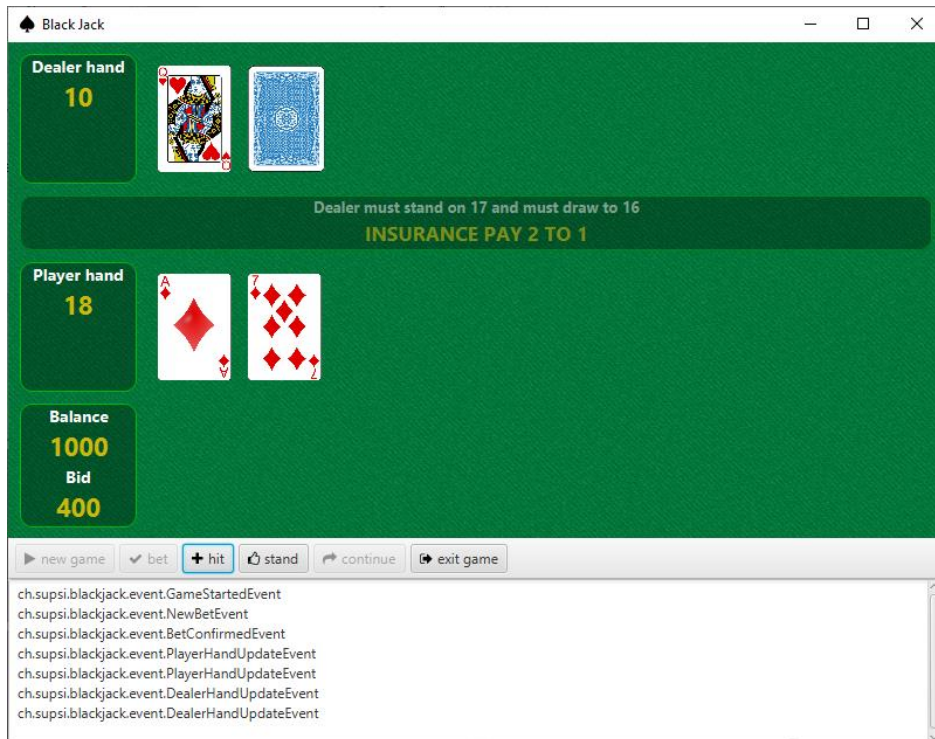 Black Jack
Dealer hand
10
Q
Q
Dealer must stand on 17 and must draw to 16
INSURANCE PAY 2 TO 1
Player hand
18
A
A
7
7
Balance
1000
Bid
400
new game bet hit stand continue exit game
ch.supsi.blackjack.event.GameStartedEvent
ch.supsi.blackjack.event.NewBetEvent
ch.supsi.blackjack.event.BetConfirmedEvent
ch.supsi.blackjack.event.PlayerHandUpdateEvent
ch.supsi.blackjack.event.PlayerHandUpdateEvent
ch.supsi.blackjack.event.DealerHandUpdateEvent
ch.supsi.blackjack.event.DealerHandUpdateEvent